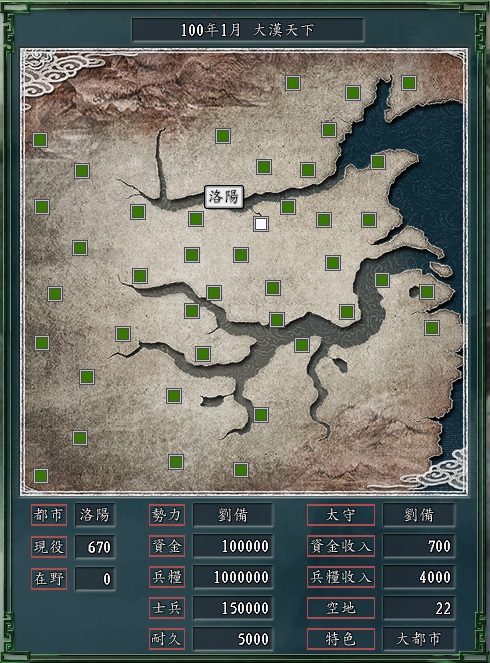 100年1月 大漢天下
洛陽
都市 洛陽 勢力 劉備 太守 劉備
現役 670 資金 100000 資金收入 700
在野 0 兵糧 1000000 兵糧收入 4000
士兵 150000 空地 22
耐久 5000 特色 大都市